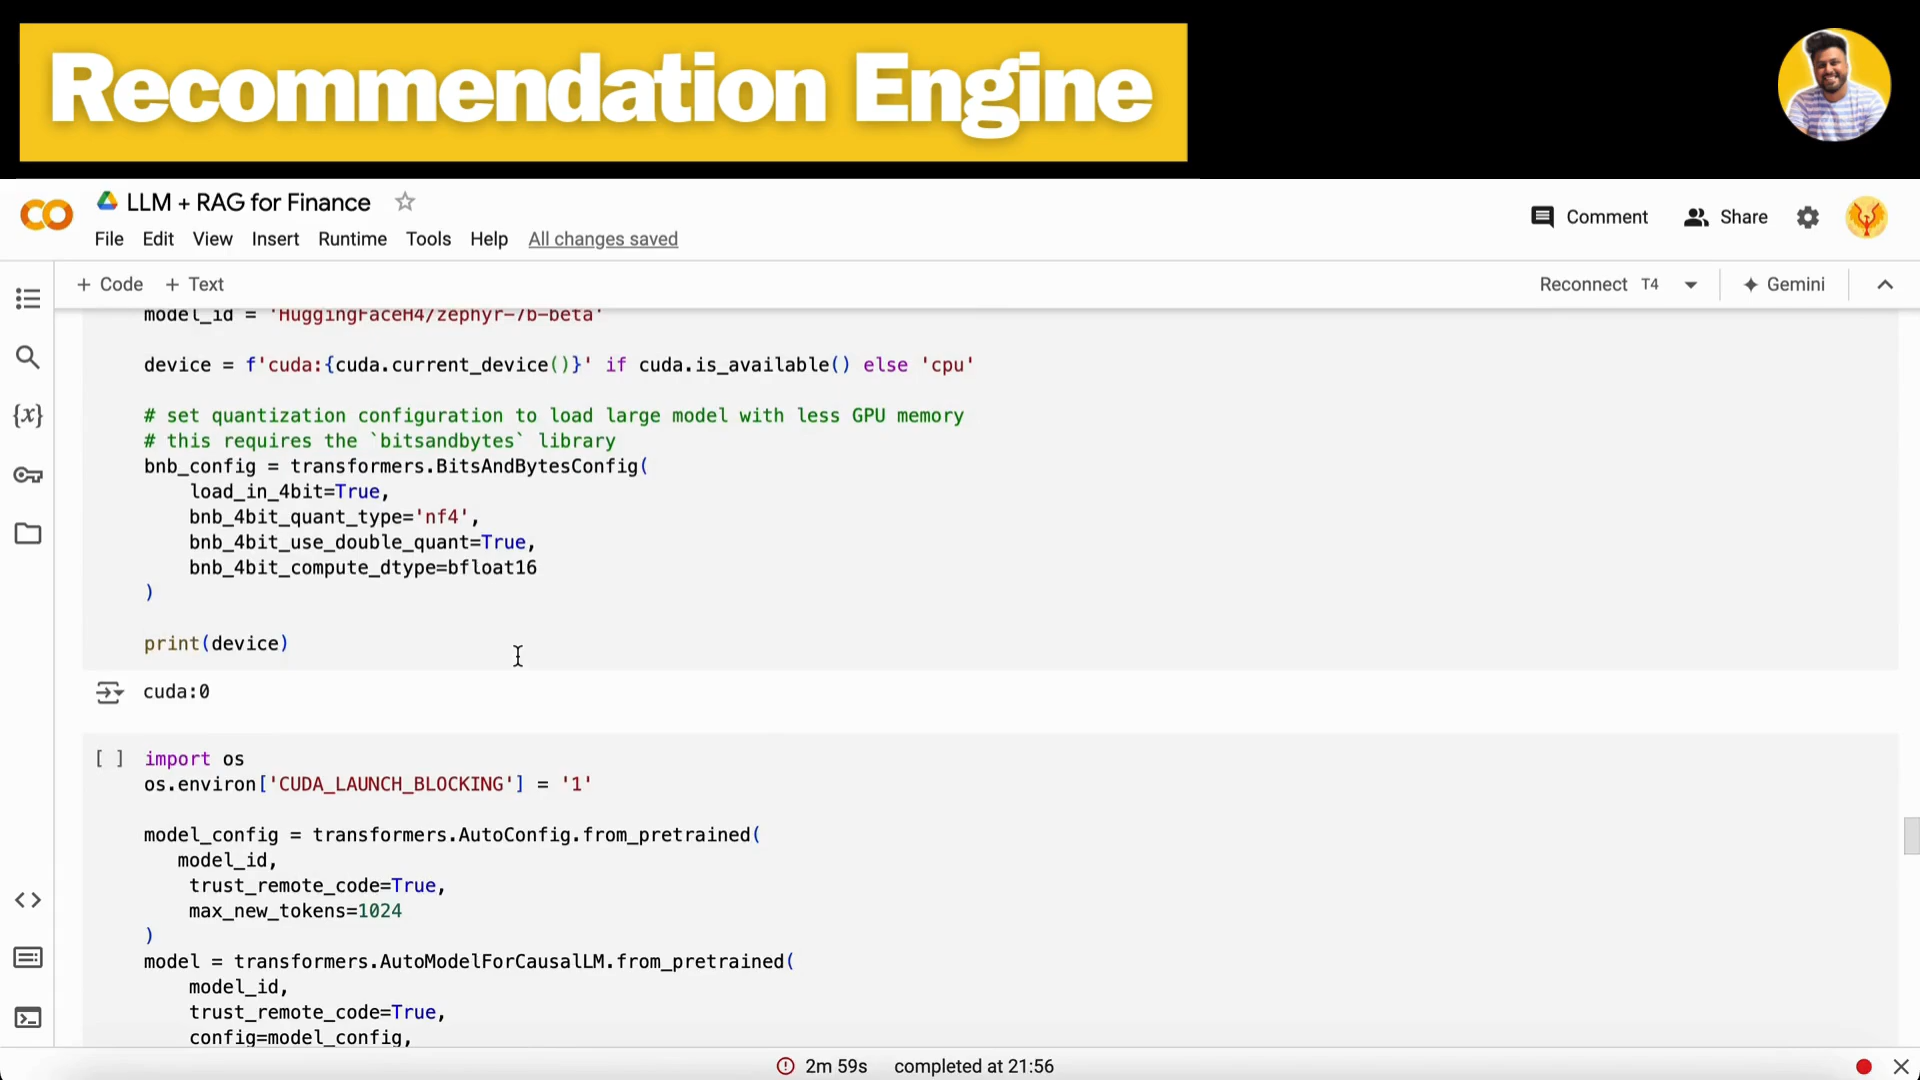 Recommendation Engine
LLM + RAG for Finance
File Edit View Insert Runtime Tools Help All changes saved
Comment Share
+ Code + Text
Reconnect T4 Gemini
model_id = 'HuggingFaceH4/zephyr-7b-beta'
device = f'cuda:{cuda.current_device()}' if cuda.is_available() else 'cpu'
# set quantization configuration to load large model with less GPU memory
# this requires the `bitsandbytes` library
bnb_config = transformers.BitsAndBytesConfig(
load_in_4bit=True,
bnb_4bit_quant_type='nf4',
bnb_4bit_use_double_quant=True,
bnb_4bit_compute_dtype=bfloat16
)
print(device)
cuda:0
[ ] import os
os.environ['CUDA_LAUNCH_BLOCKING'] = '1'
model_config = transformers.AutoConfig.from_pretrained(
model_id,
trust_remote_code=True,
max_new_tokens=1024
)
model = transformers.AutoModelForCausalLM.from_pretrained(
model_id,
trust_remote_code=True,
config=model_config,
2m 59s completed at 21:56